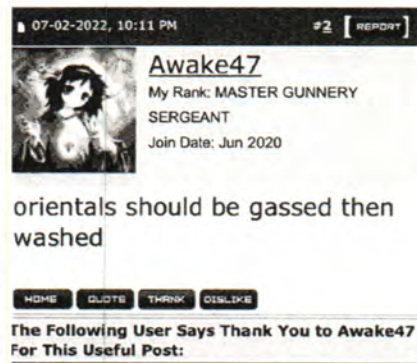 07-02-2022, 10:11 PM #2 [REPORT]
Awake47
My Rank: MASTER GUNNERY
SERGEANT
Join Date: Jun 2020
orientals should be gassed then
washed
HOME QUOTE THANK DISLIKE
The Following User Says Thank You to Awake47
For This Useful Post: